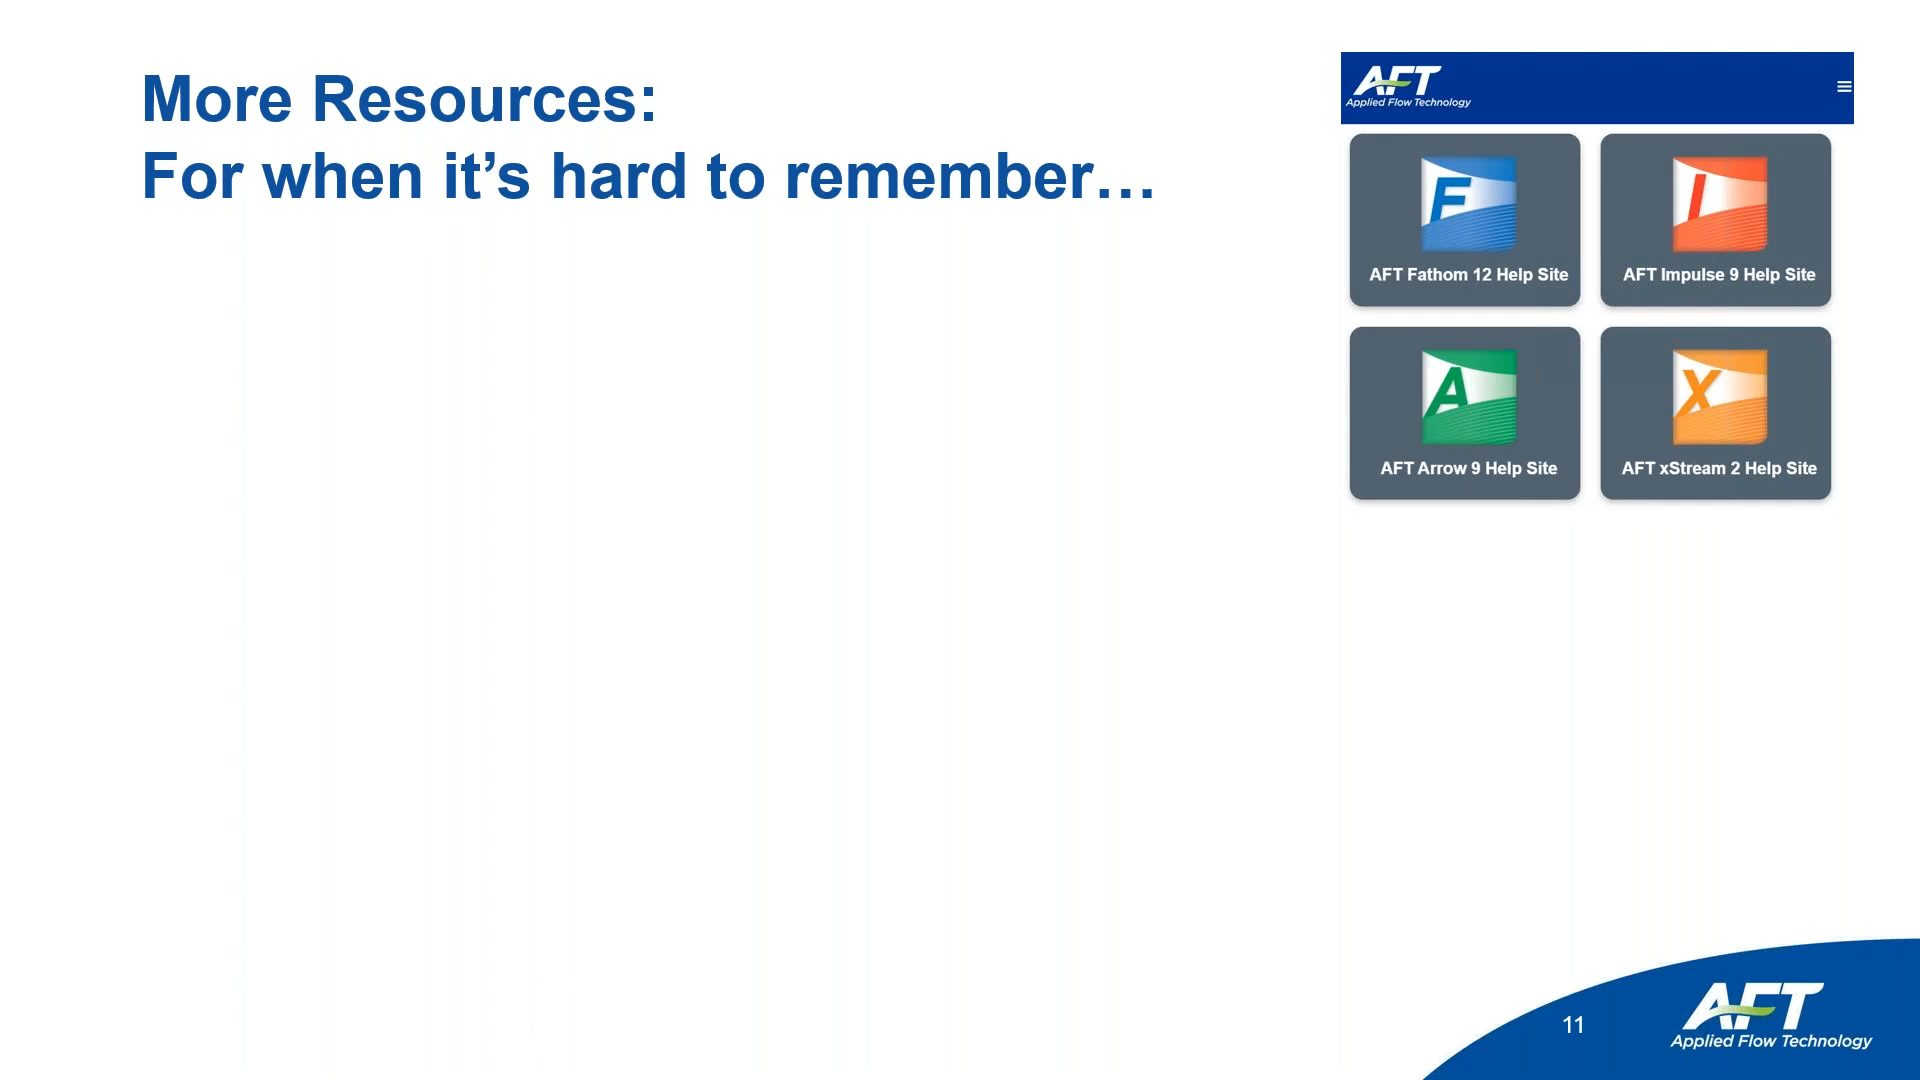 More Resources:
For when it’s hard to remember…
AFT
Applied Flow Technology
F
AFT Fathom 12 Help Site
I
AFT Impulse 9 Help Site
A
AFT Arrow 9 Help Site
X
AFT xStream 2 Help Site
11
AFT
Applied Flow Technology